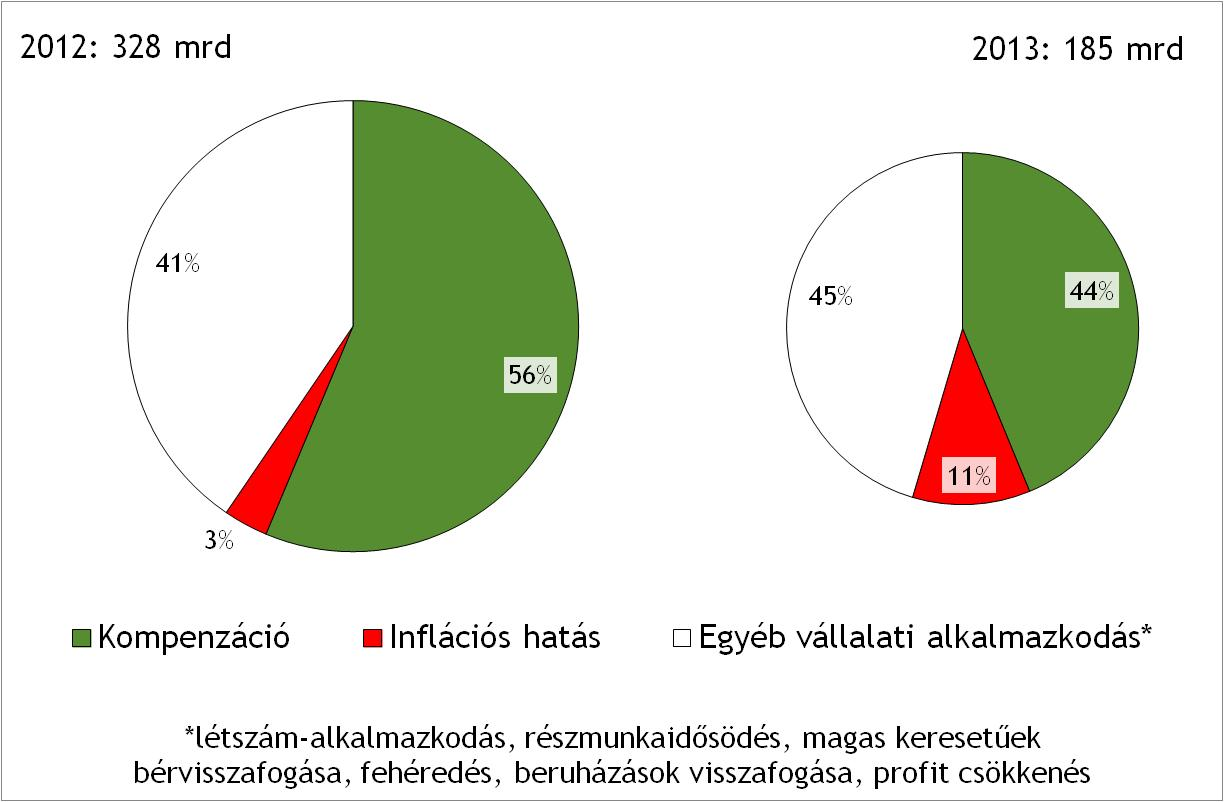 2012: 328 mrd
2013: 185 mrd
41%
56%
3%
45%
44%
11%
Kompenzáció
Inflációs hatás
Egyéb vállalati alkalmazkodás*
*létszám-alkalmazkodás, részmunkaidősödés, magas keresetűek
bérvisszafogása, fehéredés, beruházások visszafogása, profit csökkenés